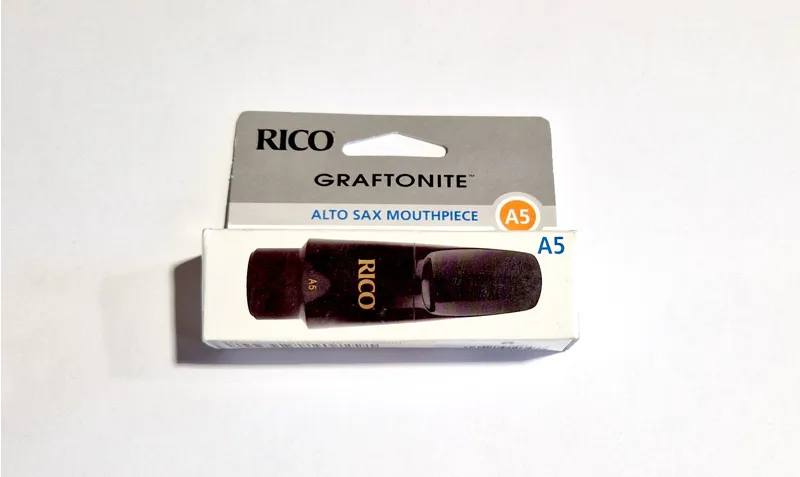 RICO
GRAFTONITE™
ALTO SAX MOUTHPIECE
A5
A5
A5
RICO